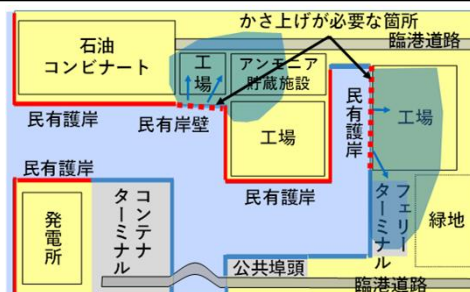 かさ上げが必要な箇所
臨港道路
石油
コンビナート
工
場
アンモニア
貯蔵施設
民有護岸
民有岸壁
工場
民有護岸
工場
民有護岸
民有護岸
発電所
コンテナ
ターミナル
フェリー
ターミナル
緑地
公共埠頭
臨港道路